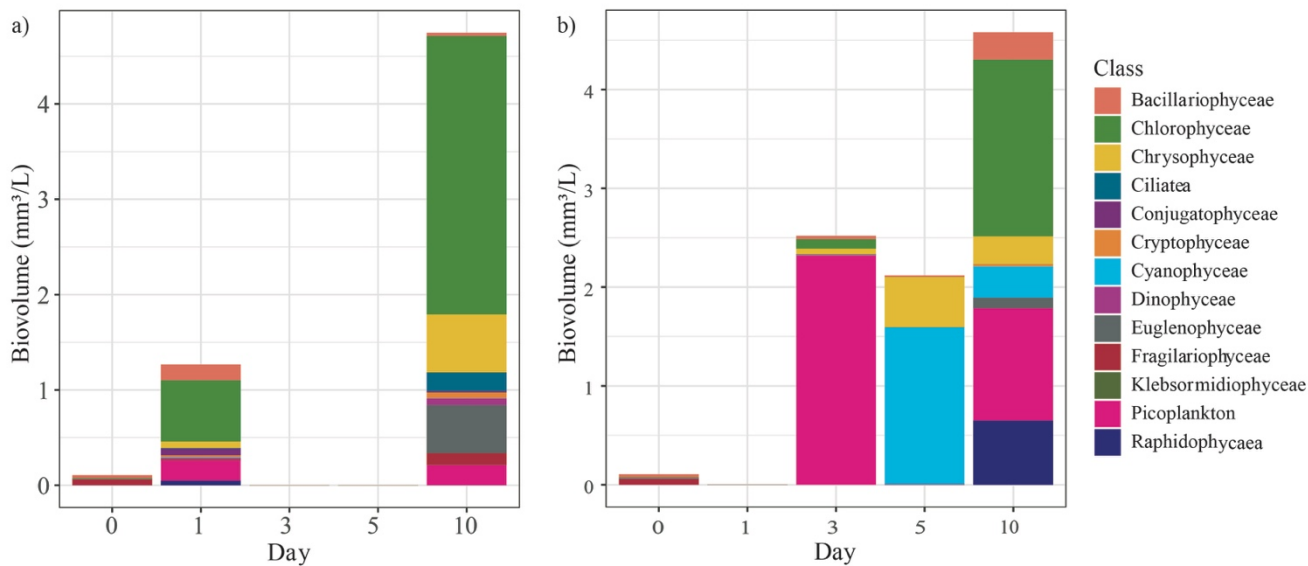 a)
Biovolume (mm³/L)
4
3
2
1
0
0 1 3 5 10
Day
b)
Biovolume (mm³/L)
4
3
2
1
0
0 1 3 5 10
Day
Class
Bacillariophyceae
Chlorophyceae
Chrysophyceae
Ciliatea
Conjugatophyceae
Cryptophyceae
Cyanophyceae
Dinophyceae
Euglenophyceae
Fragilariophyceae
Klebsormidiophyceae
Picoplankton
Raphidophycaea